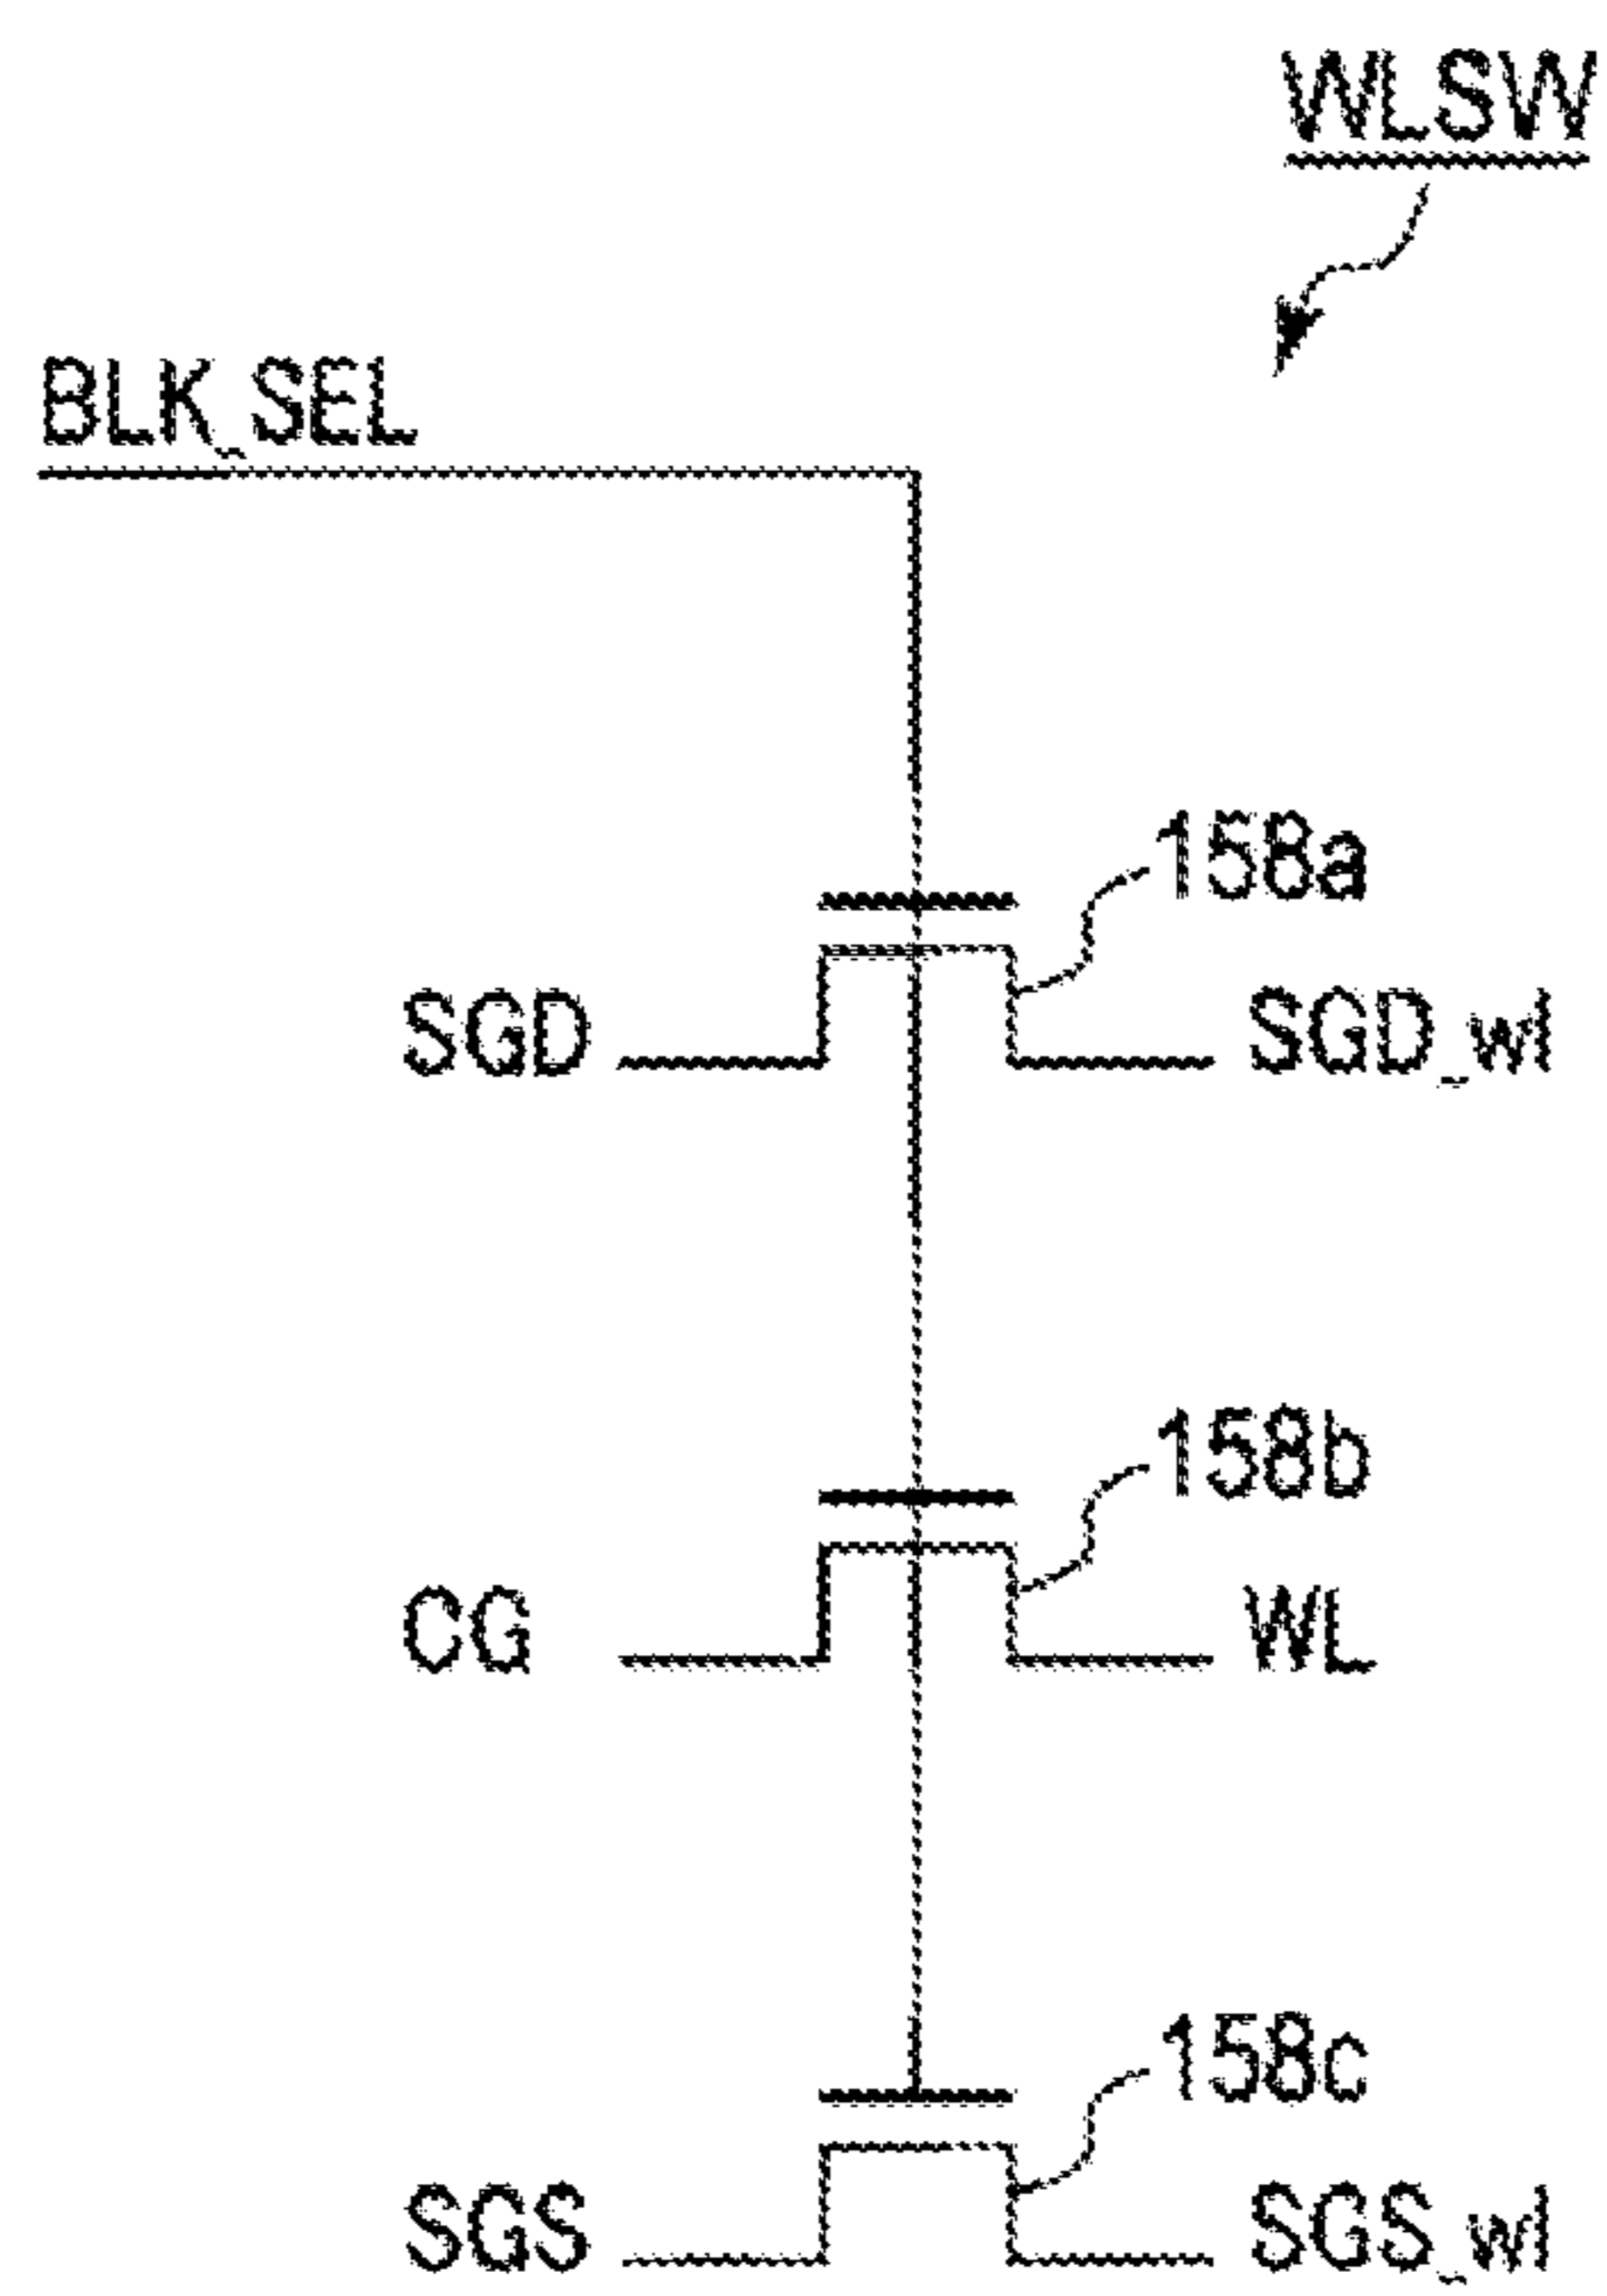 WLSW
BLK_SEL
158a
SGD
SGD_wl
158b
CG
WL
158c
SGS
SGS_wl